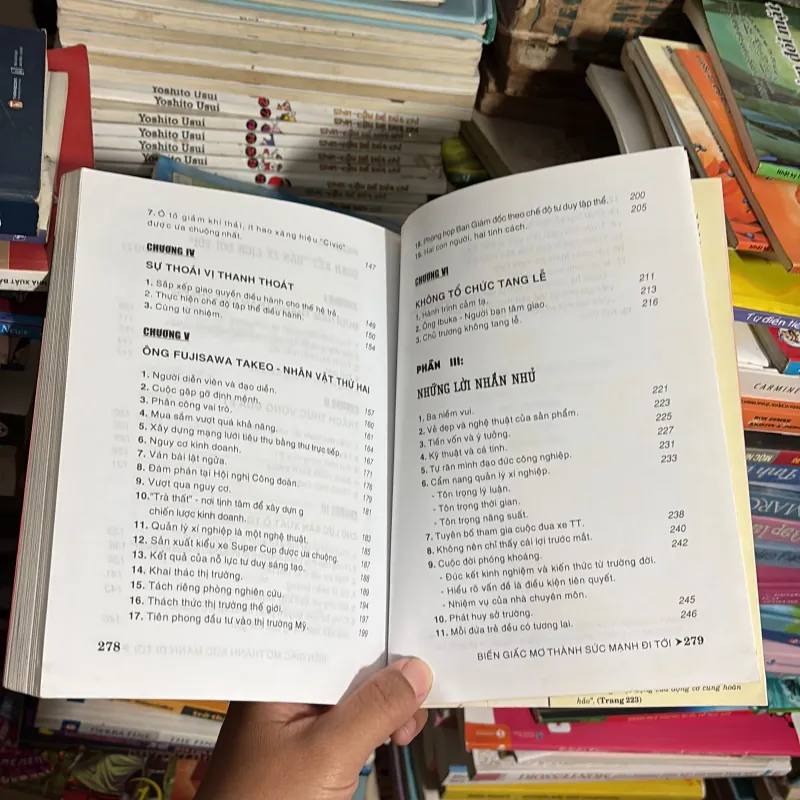 Yoshito Usui
Yoshito Usui
Yoshito Usui
Yoshito Usui
Yoshito Usui
7. Ô tô giảm khí thải, ít hao xăng hiệu "Civic"
được ưa chuộng nhất. 147
CHƯƠNG IV
SỰ THOÁI VỊ THANH THOÁT
1. Sắp xếp giao quyền điều hành cho thế hệ trẻ. 149
2. Thực hiện chế độ tập thể điều hành. 150
3. Cùng từ nhiệm. 154
CHƯƠNG V
ÔNG FUJISAWA TAKEO - NHÂN VẬT THỨ HAI
1. Người diễn viên và đạo diễn. 157
2. Cuộc gặp gỡ định mệnh. 160
3. Phân công vai trò. 161
4. Mua sắm vượt quá khả năng. 164
5. Xây dựng mạng lưới tiêu thụ bằng thư trực tiếp. 167
6. Nguy cơ kinh doanh. 171
7. Ván bài lật ngửa. 176
8. Đàm phán tại Hội nghị Công đoàn. 179
9. Vượt qua nguy cơ. 181
10."Trà thất" - nơi tịnh tâm để xây dựng
chiến lược kinh doanh. 183
11. Quản lý xí nghiệp là một nghệ thuật. 185
12. Sản xuất kiểu xe Super Cup được ưa chuộng. 187
13. Kết quả của nỗ lực tư duy sáng tạo. 188
14. Khai thác thị trường. 189
15. Tách riêng phòng nghiên cứu. 194
16. Thách thức thị trường thế giới. 197
17. Tiên phong đầu tư vào thị trường Mỹ. 199
278
18. Phòng họp Ban Giám đốc theo chế độ tư duy tập thể. 200
19. Hai con người, hai tính cách. 205
CHƯƠNG VI
KHÔNG TỔ CHỨC TANG LỄ
1. Hành trình cảm tạ. 211
2. Ông Ibuka - Người bạn tâm giao. 213
3. Chủ trương không tang lễ. 216
PHẦN III:
NHỮNG LỜI NHẮN NHỦ
1. Ba niềm vui. 221
2. Vẻ đẹp và nghệ thuật của sản phẩm. 223
3. Tiền vốn và ý tưởng. 225
4. Kỹ thuật và cá tính. 227
5. Tự răn mình đạo đức công nghiệp. 231
6. Cẩm nang quản lý xí nghiệp. 233
- Tôn trọng lý luận.
- Tôn trọng thời gian.
- Tôn trọng năng suất.
7. Tuyên bố tham gia cuộc đua xe TT. 238
8. Không nên chỉ thấy cái lợi trước mắt. 240
9. Cuộc đời phóng khoáng. 242
- Đúc kết kinh nghiệm và kiến thức từ trường đời.
- Hiểu rõ vấn đề là điều kiện tiên quyết.
- Nhiệm vụ của nhà chuyên môn.
10. Phát huy sở trường. 245
11. Mỗi đứa trẻ đều có tương lai. 246
BIẾN GIẤC MƠ THÀNH SỨC MẠNH ĐI TỚI ➤279
hảo". (Trang 223)
Từ điển tiế
CARMINE
MARC